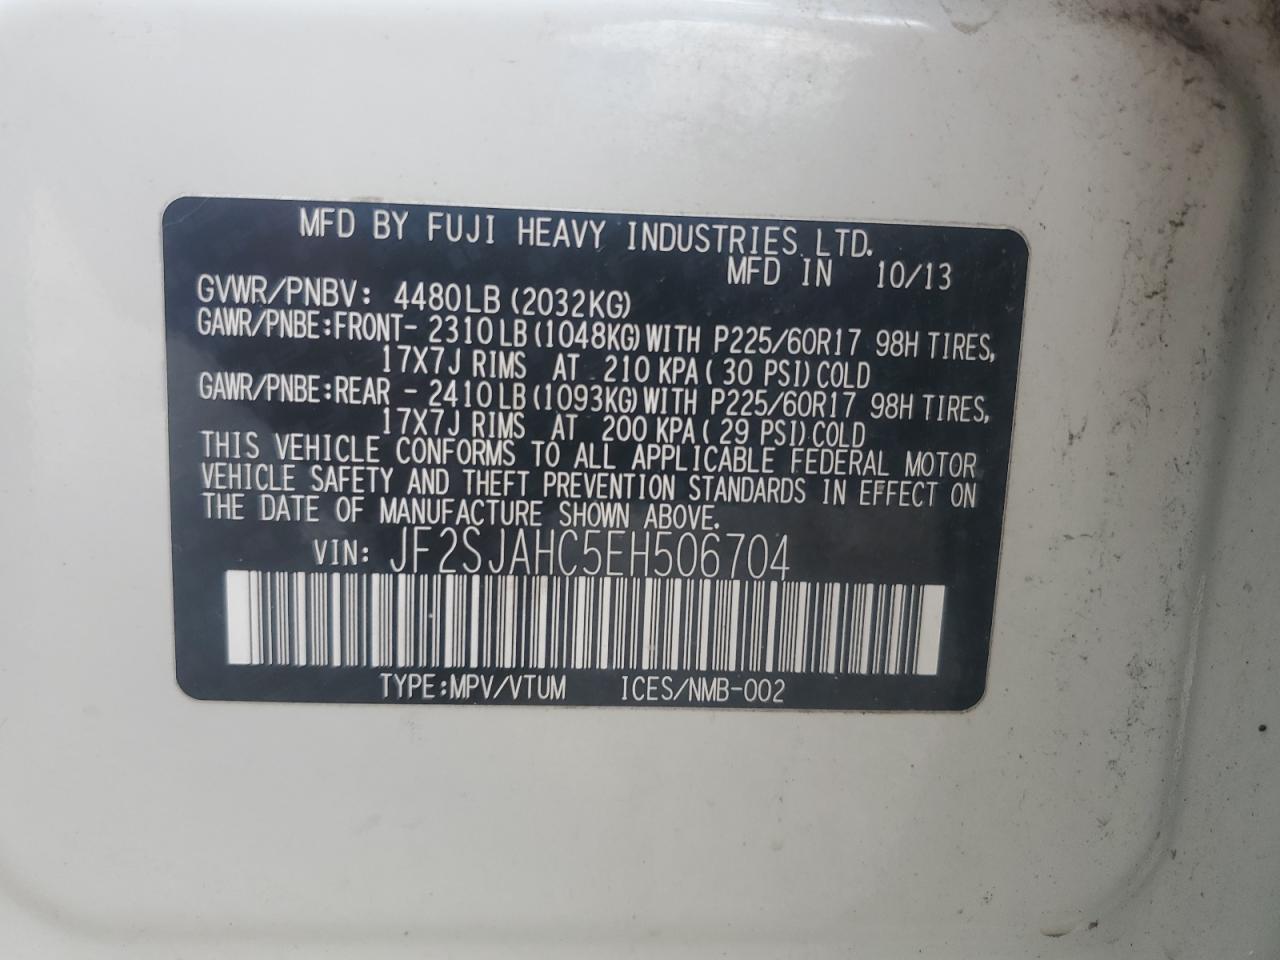 MFD BY FUJI HEAVY INDUSTRIES LTD.
MFD IN 10/13
GVWR/PNBV: 4480LB (2032KG)
GAWR/PNBE:FRONT- 2310 LB (1048KG) WITH P225/60R17 98H TIRES,
17X7J RIMS AT 210 KPA ( 30 PSI) COLD
GAWR/PNBE:REAR - 2410 LB (1093KG) WITH P225/60R17 98H TIRES,
17X7J RIMS AT 200 KPA ( 29 PSI) COLD
THIS VEHICLE CONFORMS TO ALL APPLICABLE FEDERAL MOTOR
VEHICLE SAFETY AND THEFT PREVENTION STANDARDS IN EFFECT ON
THE DATE OF MANUFACTURE SHOWN ABOVE.
VIN: JF2SJAHC5EH506704
TYPE:MPV/VTUM ICES/NMB-002